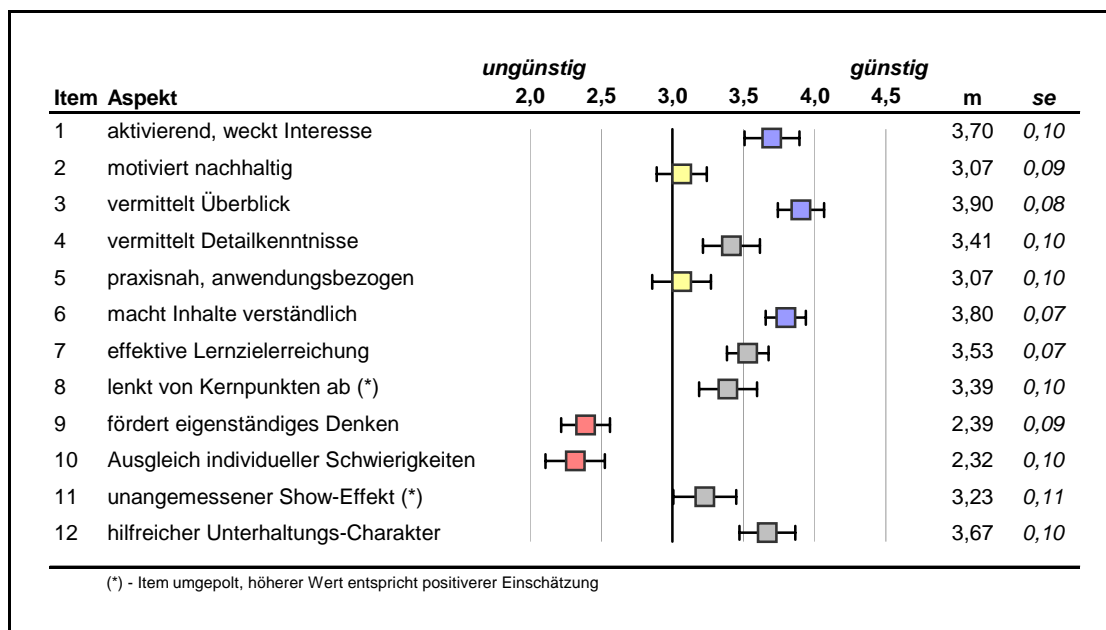 ungünstig günstig
Item Aspekt 2,0 2,5 3,0 3,5 4,0 4,5 m se
1 aktivierend, weckt Interesse 3,70 0,10
2 motiviert nachhaltig 3,07 0,09
3 vermittelt Überblick 3,90 0,08
4 vermittelt Detailkenntnisse 3,41 0,10
5 praxisnah, anwendungsbezogen 3,07 0,10
6 macht Inhalte verständlich 3,80 0,07
7 effektive Lernzielerreichung 3,53 0,07
8 lenkt von Kernpunkten ab (*) 3,39 0,10
9 fördert eigenständiges Denken 2,39 0,09
10 Ausgleich individueller Schwierigkeiten 2,32 0,10
11 unangemessener Show-Effekt (*) 3,23 0,11
12 hilfreicher Unterhaltungs-Charakter 3,67 0,10
(*) - Item umgepolt, höherer Wert entspricht positiverer Einschätzung